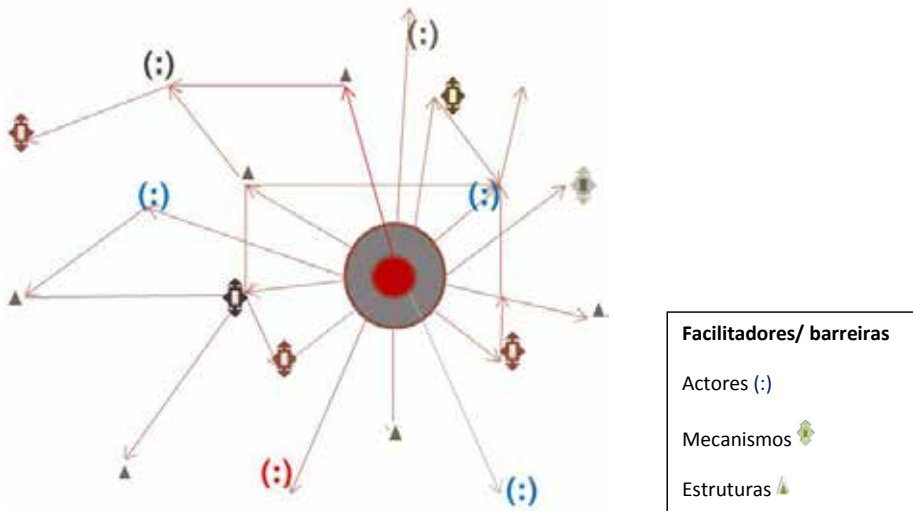 (:)
(:)
(:)
(:)
(:)
(:)
Facilitadores/ barreiras
Actores (:)
Mecanismos
Estruturas